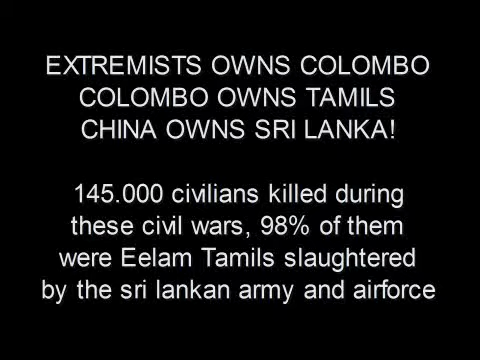 EXTREMISTS OWNS COLOMBO
COLOMBO OWNS TAMILS
CHINA OWNS SRI LANKA!
145.000 civilians killed during
these civil wars, 98% of them
were Eelam Tamils slaughtered
by the sri lankan army and airforce